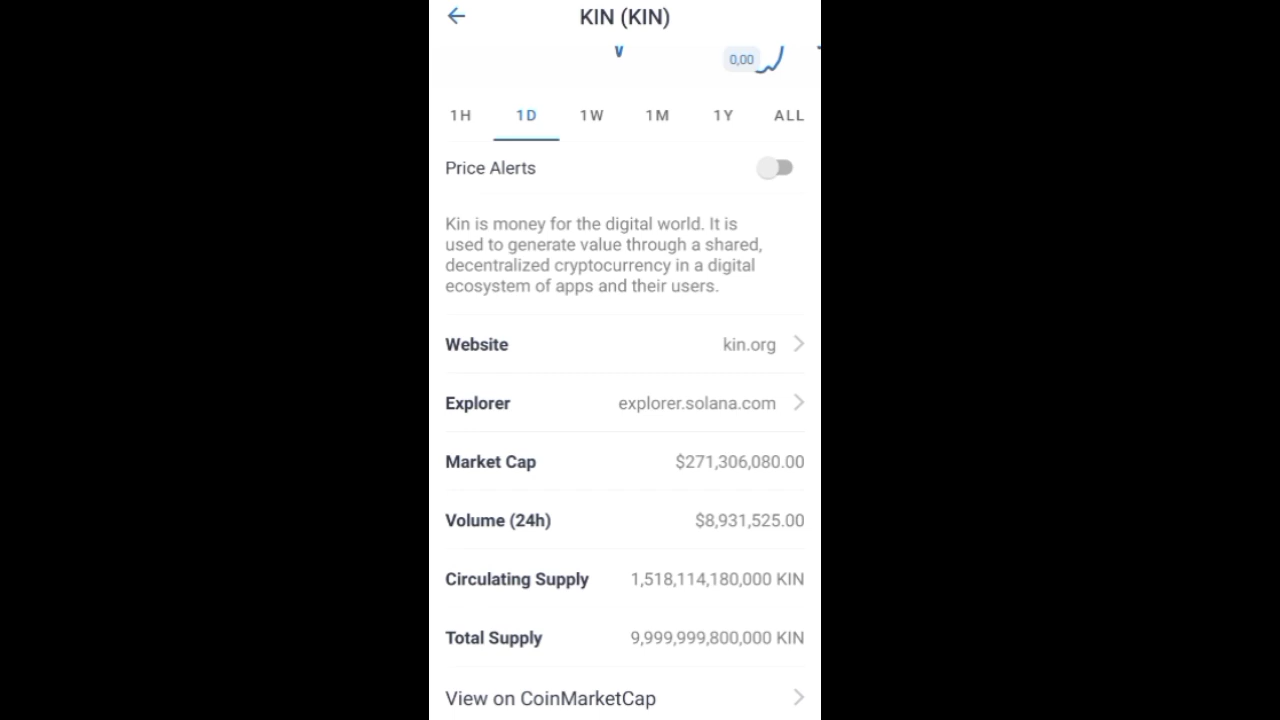 KIN (KIN)
0,00
1H 1D 1W 1M 1Y ALL
Price Alerts
Kin is money for the digital world. It is
used to generate value through a shared,
decentralized cryptocurrency in a digital
ecosystem of apps and their users.
Website kin.org
Explorer explorer.solana.com
Market Cap $271,306,080.00
Volume (24h) $8,931,525.00
Circulating Supply 1,518,114,180,000 KIN
Total Supply 9,999,999,800,000 KIN
View on CoinMarketCap